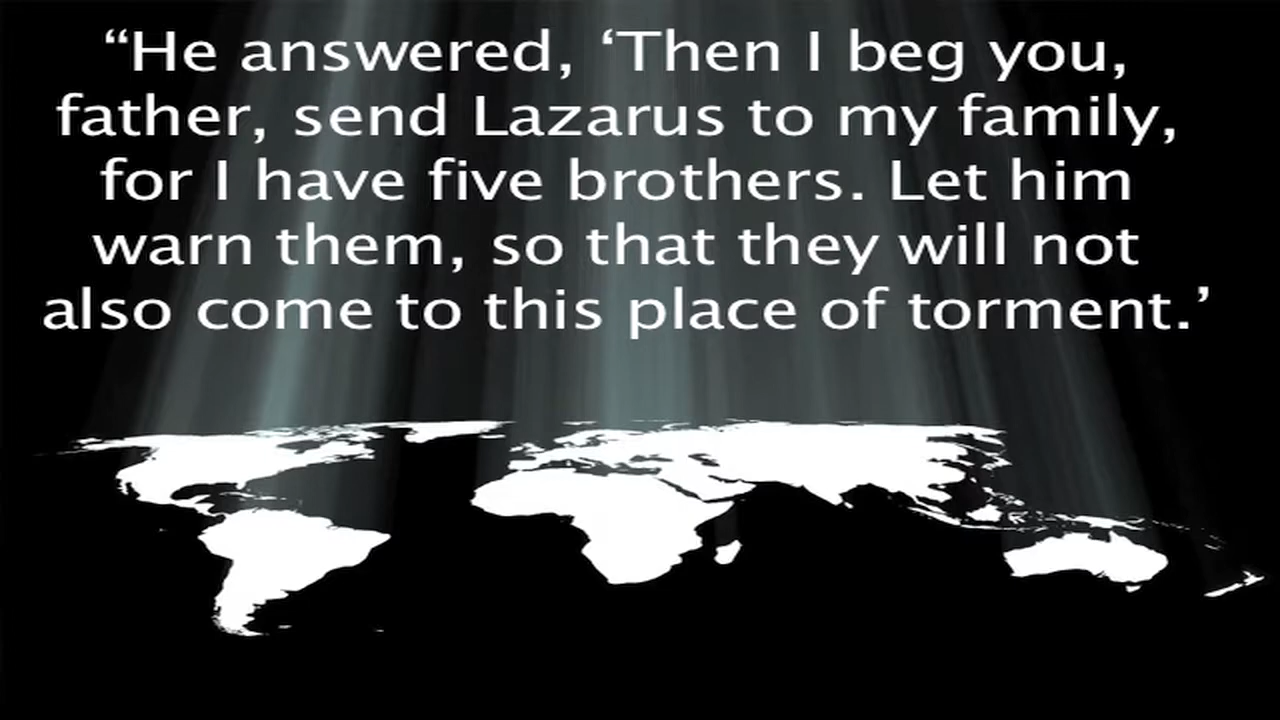 “He answered, ‘Then I beg you,
father, send Lazarus to my family,
for I have five brothers. Let him
warn them, so that they will not
also come to this place of torment.’